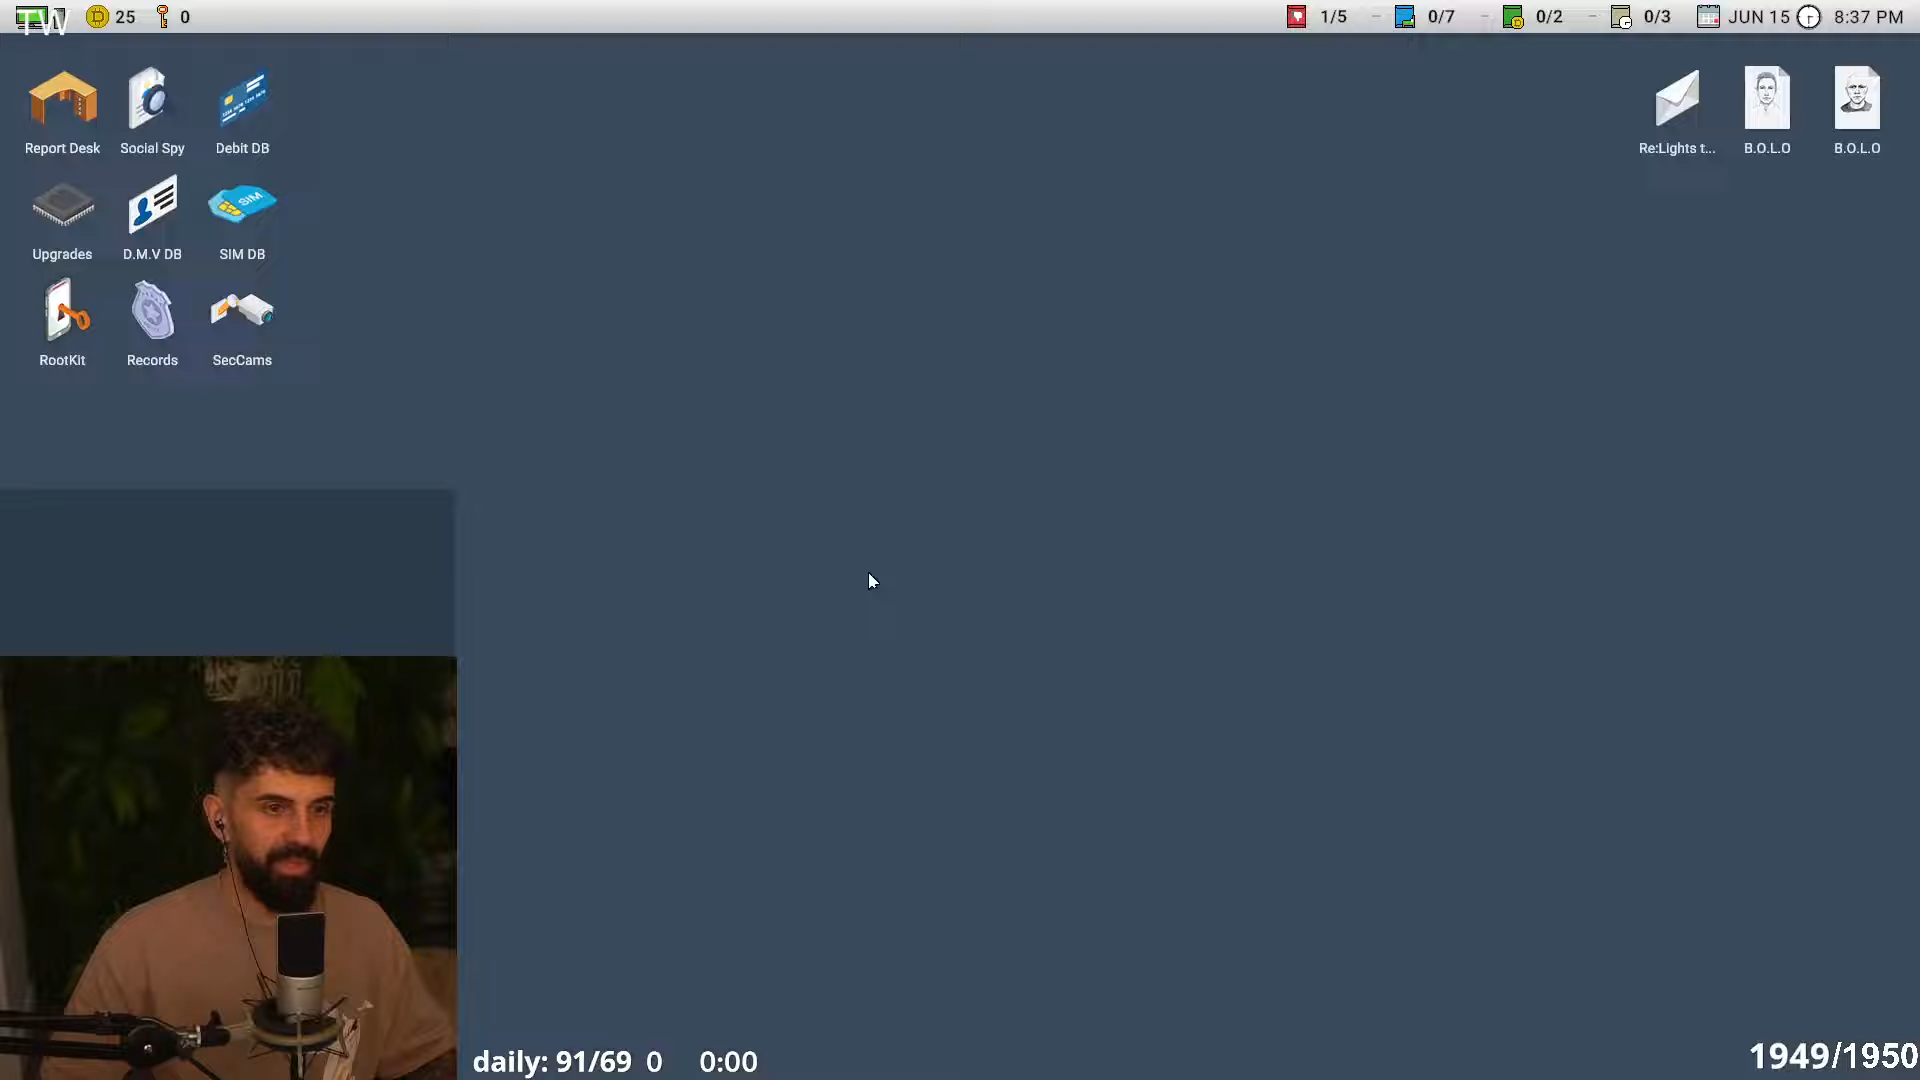 TW 25 0 1/5 - 0/7 - 0/2 - 0/3 JUN 15 8:37 PM
Report Desk Social Spy Debit DB Re:Lights t... B.O.L.O B.O.L.O
Upgrades D.M.V DB SIM DB
RootKit Records SecCams
daily: 91/69 0 0:00 1949/1950